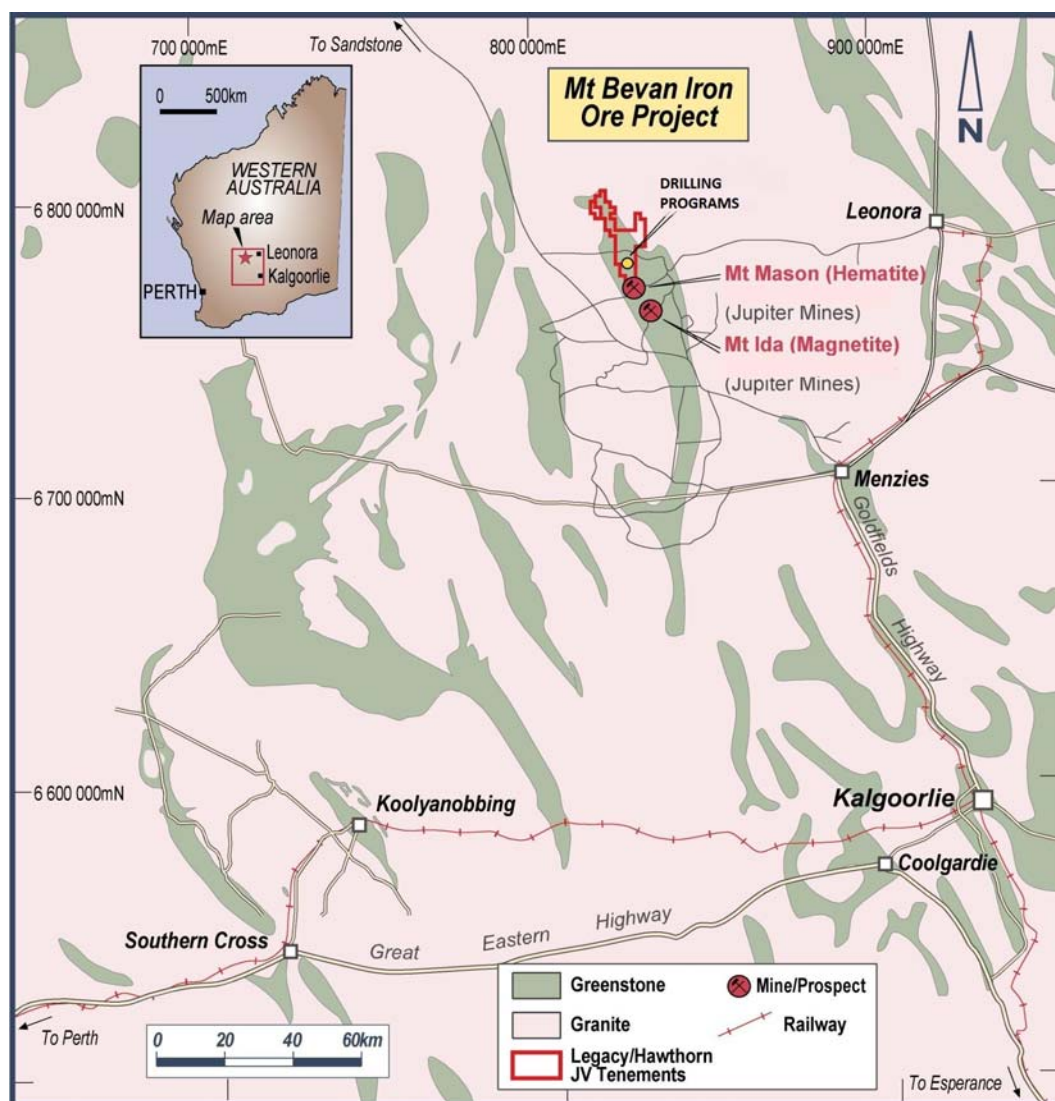 700 000mE
To Sandstone
800 000mE
900 000mE
0 500km
WESTERN
AUSTRALIA
Map area
Leonora
Kalgoorlie
PERTH
Mt Bevan Iron
Ore Project
N
6 800 000mN
DRILLING
PROGRAMS
Leonora
Mt Mason (Hematite)
(Jupiter Mines)
Mt Ida (Magnetite)
(Jupiter Mines)
Menzies
6 700 000mN
Goldfields
Highway
6 600 000mN
Koolyanobbing
Kalgoorlie
Coolgardie
Southern Cross
Great Eastern Highway
To Perth
0 20 40 60km
Greenstone
Mine/Prospect
Granite
Railway
Legacy/Hawthorn
JV Tenements
To Esperance